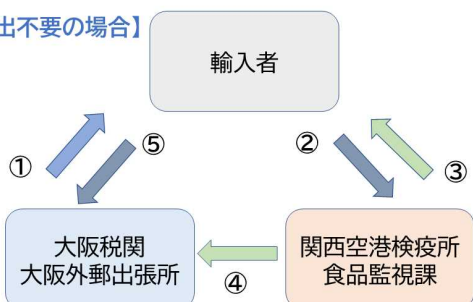 出不要の場合】
輸入者
①
⑤
②
③
大阪税関
大阪外郵出張所
④
関西空港検疫所
食品監視課